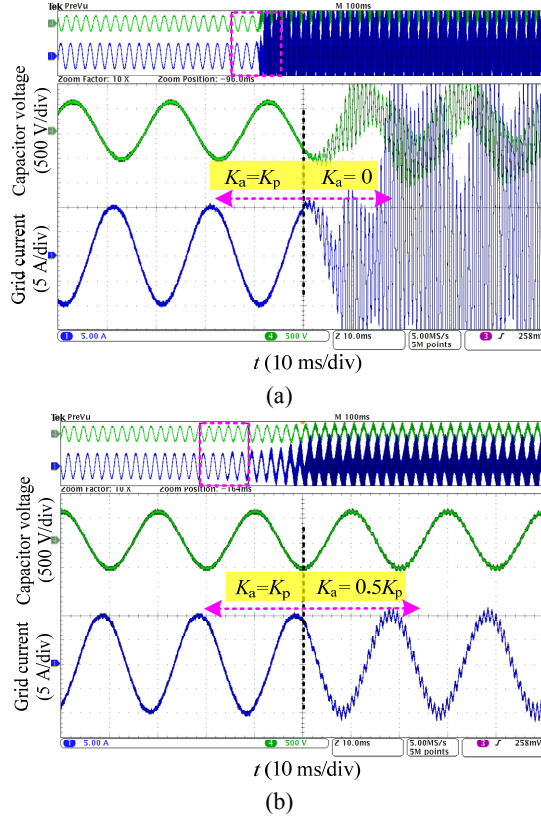 Tek PreVu M 100ms
Zoom Factor: 10 X Zoom Position: -96.0ms
Capacitor voltage
(500 V/div)
Ka=Kp Ka= 0
Grid current
(5 A/div)
1 5.00 A 4 500 V Z 10.0ms 5.00MS/s 3 258mV
5M points
t (10 ms/div)
(a)
Tek PreVu M 100ms
Zoom Factor: 10 X Zoom Position: -164ms
Capacitor voltage
(500 V/div)
Ka=Kp Ka= 0.5Kp
Grid current
(5 A/div)
1 5.00 A 4 500 V Z 10.0ms 5.00MS/s 3 258mV
5M points
t (10 ms/div)
(b)